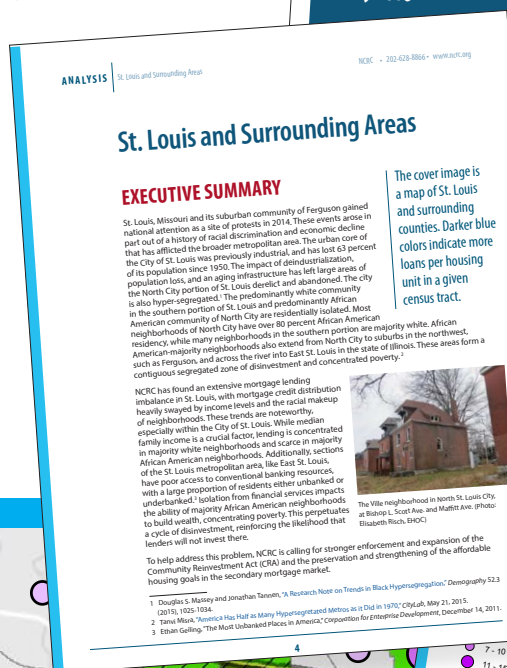 ANALYSIS St. Louis and Surrounding Areas NCRC • 202-628-8866 • www.ncrc.org
St. Louis and Surrounding Areas
EXECUTIVE SUMMARY
St. Louis, Missouri and its suburban community of Ferguson gained
national attention as a site of protests in 2014. These events arose in
part out of a history of racial discrimination and economic decline
that has afflicted the broader metropolitan area. The urban core of
the City of St. Louis was previously industrial, and has lost 63 percent
of its population since 1950. The impact of deindustrialization,
population loss, and an aging infrastructure has left large areas of
the North City portion of St. Louis derelict and abandoned. The city
is also hyper-segregated.1 The predominantly white community
in the southern portion of St. Louis and predominantly African
American community of North City are residentially isolated. Most
neighborhoods of North City have over 80 percent African American
residency, while many neighborhoods in the southern portion are majority white. African
American-majority neighborhoods also extend from North City to suburbs in the northwest,
such as Ferguson, and across the river into East St. Louis in the state of Illinois. These areas form a
contiguous segregated zone of disinvestment and concentrated poverty.2
The cover image is
a map of St. Louis
and surrounding
counties. Darker blue
colors indicate more
loans per housing
unit in a given
census tract.
NCRC has found an extensive mortgage lending
imbalance in St. Louis, with mortgage credit distribution
heavily swayed by income levels and the racial makeup
of neighborhoods. These trends are noteworthy,
especially within the City of St. Louis. While median
family income is a crucial factor, lending is concentrated
in majority white neighborhoods and scarce in majority
African American neighborhoods. Additionally, sections
of the St. Louis metropolitan area, like East St. Louis,
have poor access to conventional banking resources,
with a large proportion of residents either unbanked or
underbanked.3 Isolation from financial services impacts
the ability of majority African American neighborhoods
to build wealth, concentrating poverty. This perpetuates
a cycle of disinvestment, reinforcing the likelihood that
lenders will not invest there.
The Ville neighborhood in North St. Louis City,
at Bishop L. Scott Ave. and Maffitt Ave. (Photo:
Elisabeth Risch, EHOC)
To help address this problem, NCRC is calling for stronger enforcement and expansion of the
Community Reinvestment Act (CRA) and the preservation and strengthening of the affordable
housing goals in the secondary mortgage market.
1 Douglas S. Massey and Jonathan Tannen, "A Research Note on Trends in Black Hypersegregation," Demography 52.3
(2015), 1025-1034.
2 Tanvi Misra, "America Has Half as Many Hypersegretated Metros as it Did in 1970," CityLab, May 21, 2015.
3 Ethan Geiling, "The Most Unbanked Places in America," Corporation for Enterprise Development, December 14, 2011.
4
7 - 10